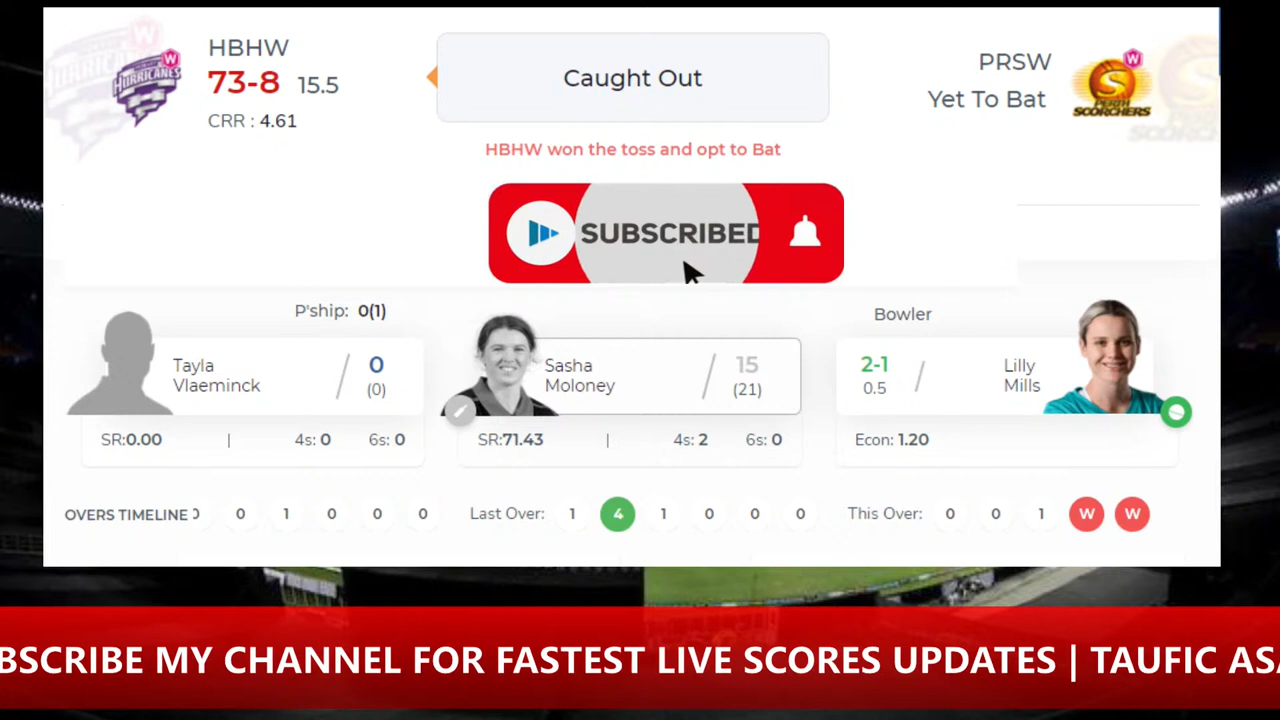 HBHW
73-8 15.5
CRR : 4.61
Caught Out
PRSW
Yet To Bat
HURRICANES
W
W
PERTH
SCORCHERS
HBHW won the toss and opt to Bat
SUBSCRIBED
P'ship: 0(1)
Bowler
Tayla
Vlaeminck
0
(0)
Sasha
Moloney
15
(21)
2-1
0.5
Lilly
Mills
SR:0.00 | 4s: 0 6s: 0
SR:71.43 | 4s: 2 6s: 0
Econ: 1.20
OVERS TIMELINE 0 1 0 0 0
Last Over: 1 4 1 0 0 0
This Over: 0 0 1 W W
BSCRIBE MY CHANNEL FOR FASTEST LIVE SCORES UPDATES | TAUFIC ASA